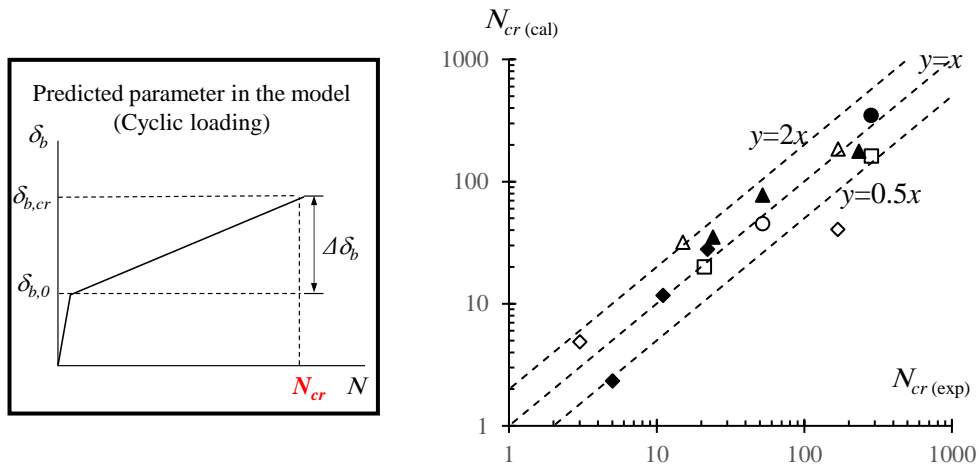 Predicted parameter in the model
(Cyclic loading)
δb
δb,cr
Δδb
δb,0
Ncr N
Ncr (cal)
1000
100
10
1
y=x
y=2x
y=0.5x
Ncr (exp)
1 10 100 1000